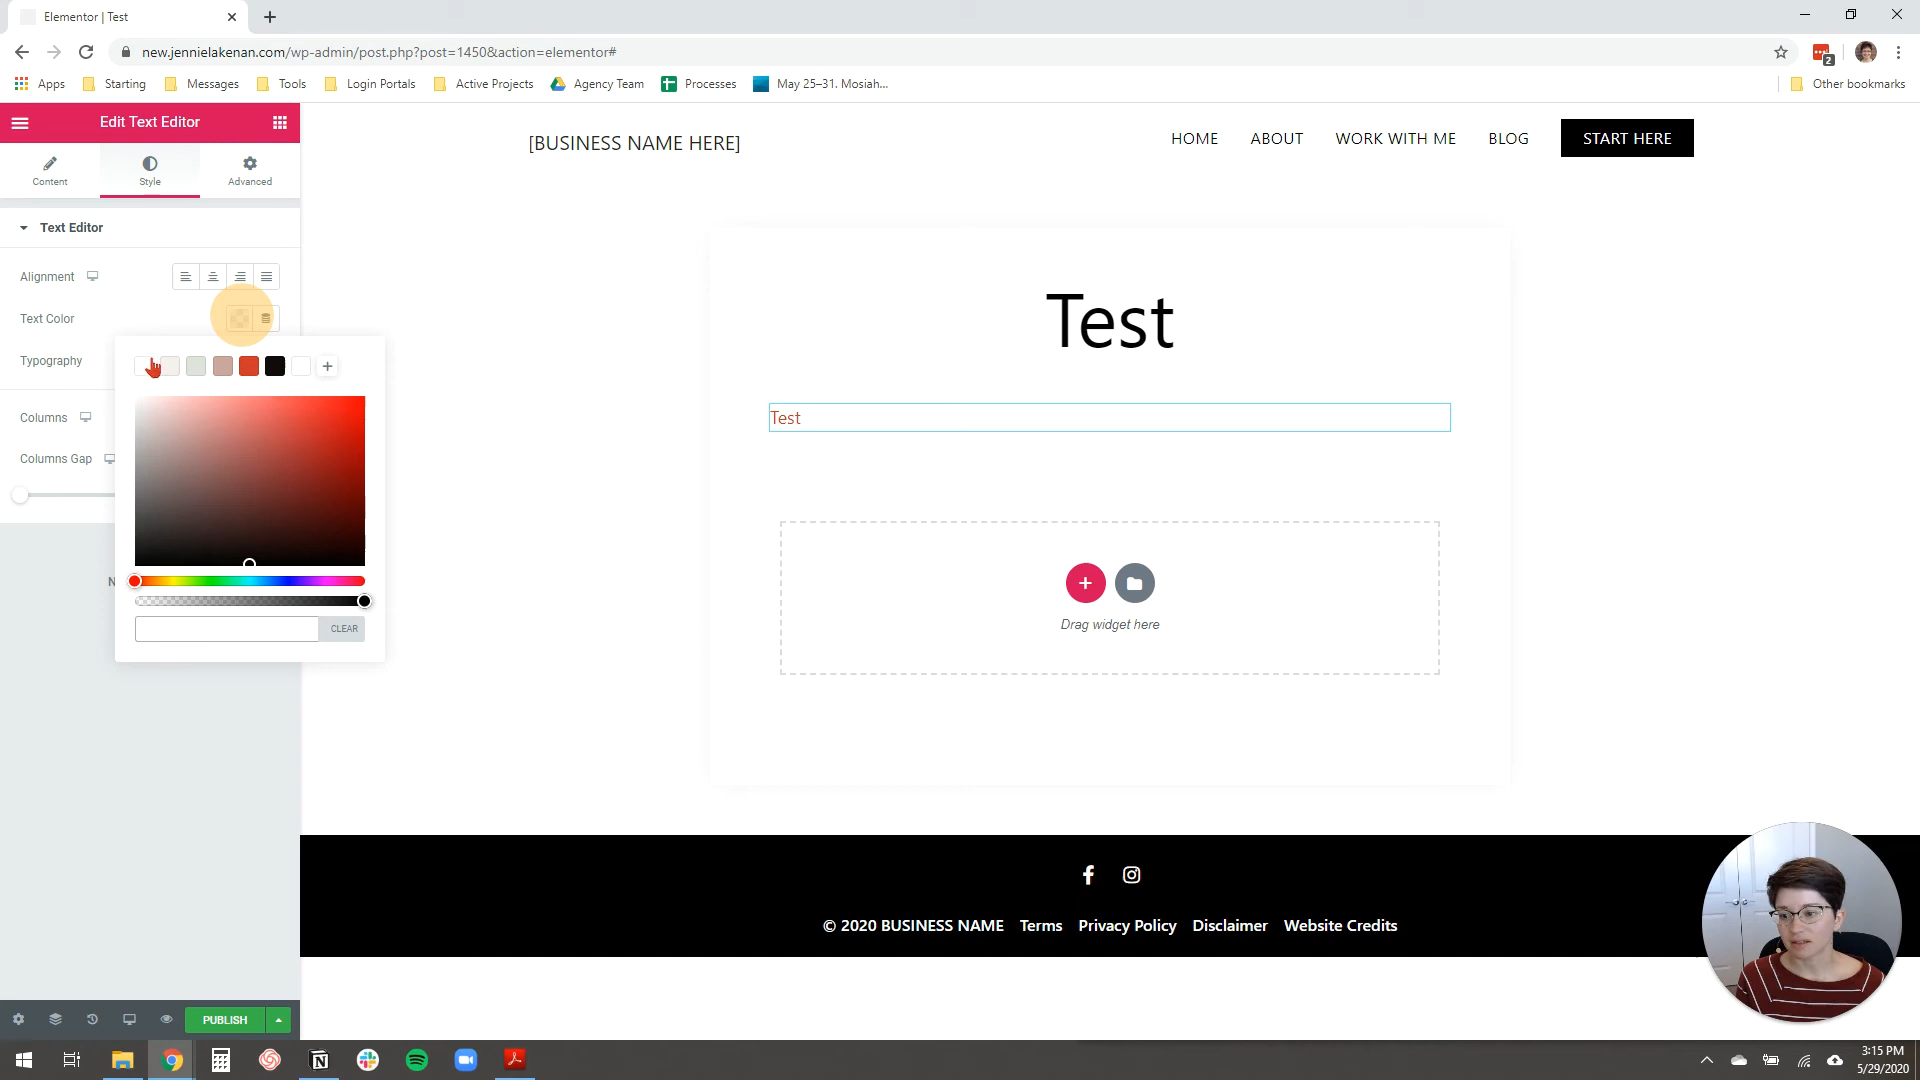 Elementor | Test
new.jennielakenan.com/wp-admin/post.php?post=1450&action=elementor#
2
Apps Starting Messages Tools Login Portals Active Projects Agency Team Processes May 25–31. Mosiah... Other bookmarks
Edit Text Editor
Content Style Advanced
Text Editor
Alignment
Text Color
Typography
Columns
Columns Gap
N
CLEAR
PUBLISH
[BUSINESS NAME HERE]
HOME ABOUT WORK WITH ME BLOG START HERE
Test
Test
Drag widget here
© 2020 BUSINESS NAME Terms Privacy Policy Disclaimer Website Credits
3:15 PM
5/29/2020